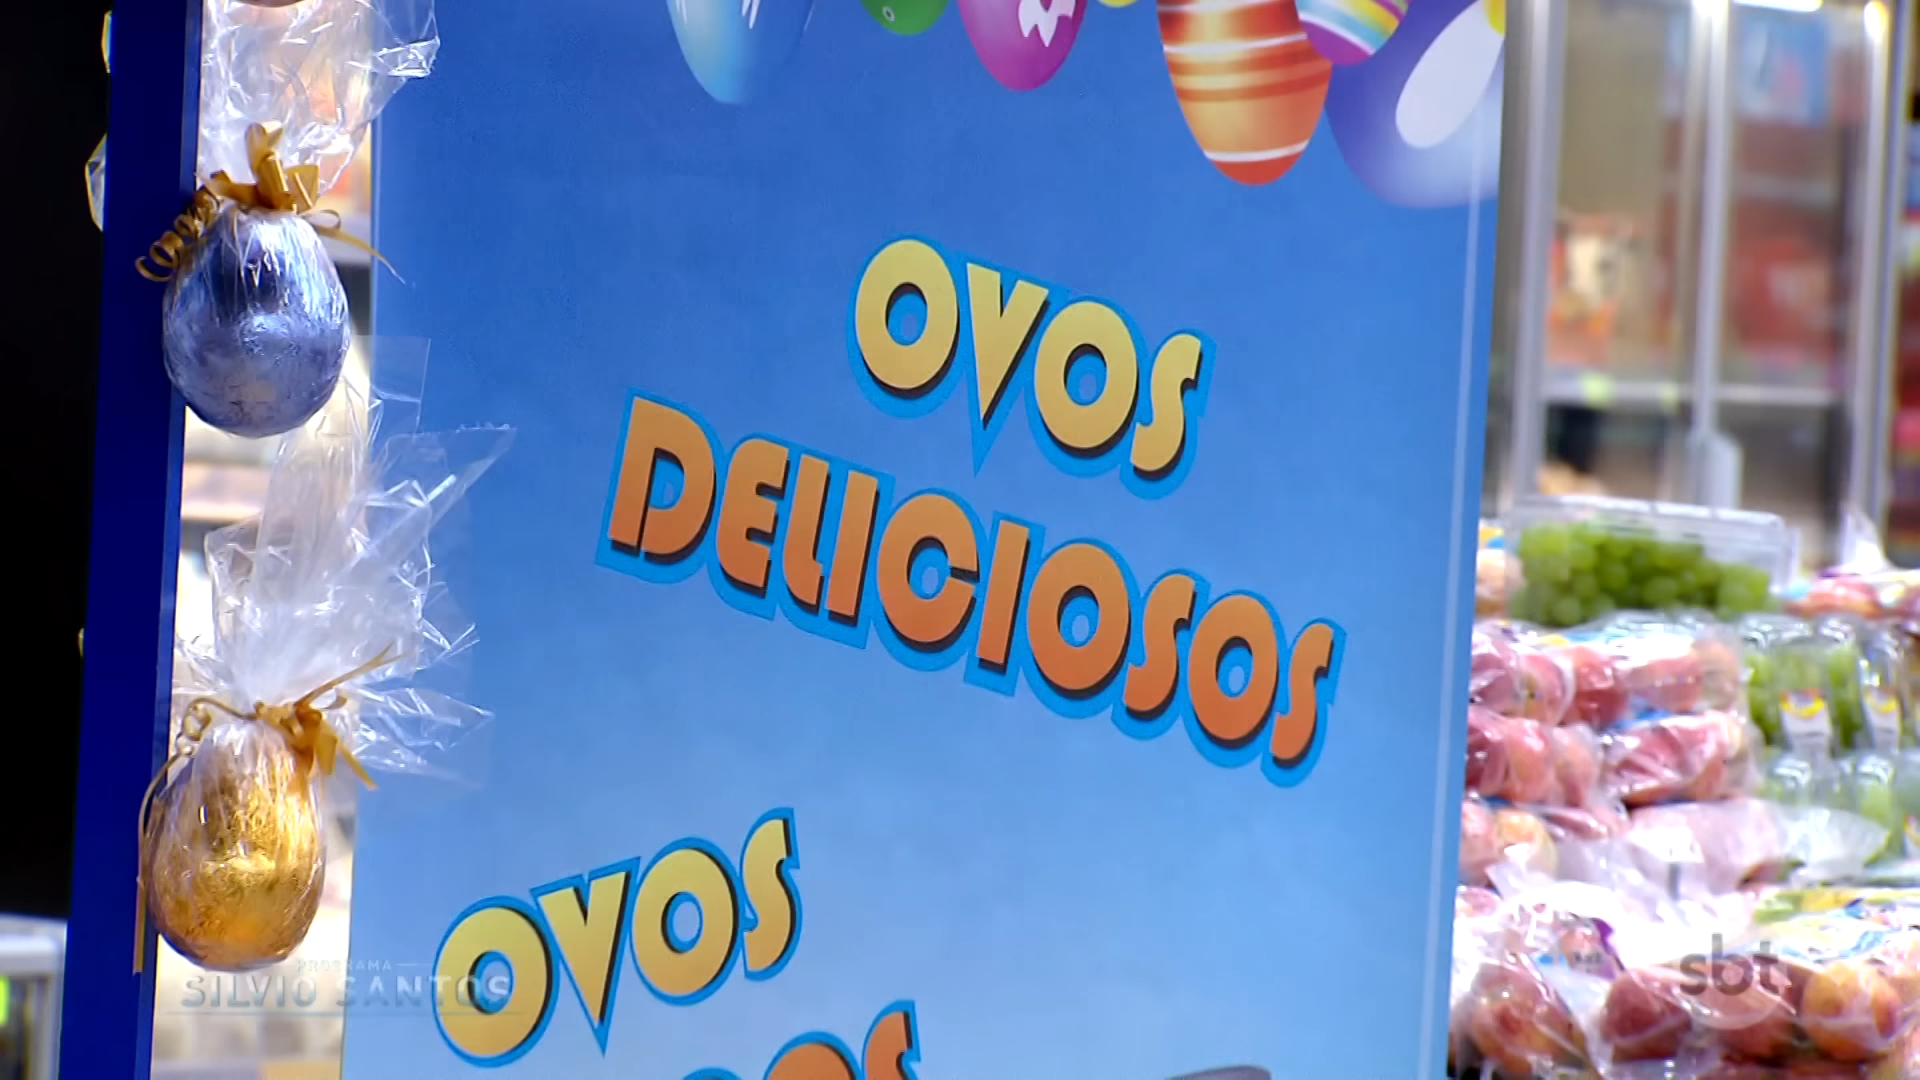 OVOS
DELICIOSOS
OVOS
PROGRAMA
SILVIO SANTOS
sbt